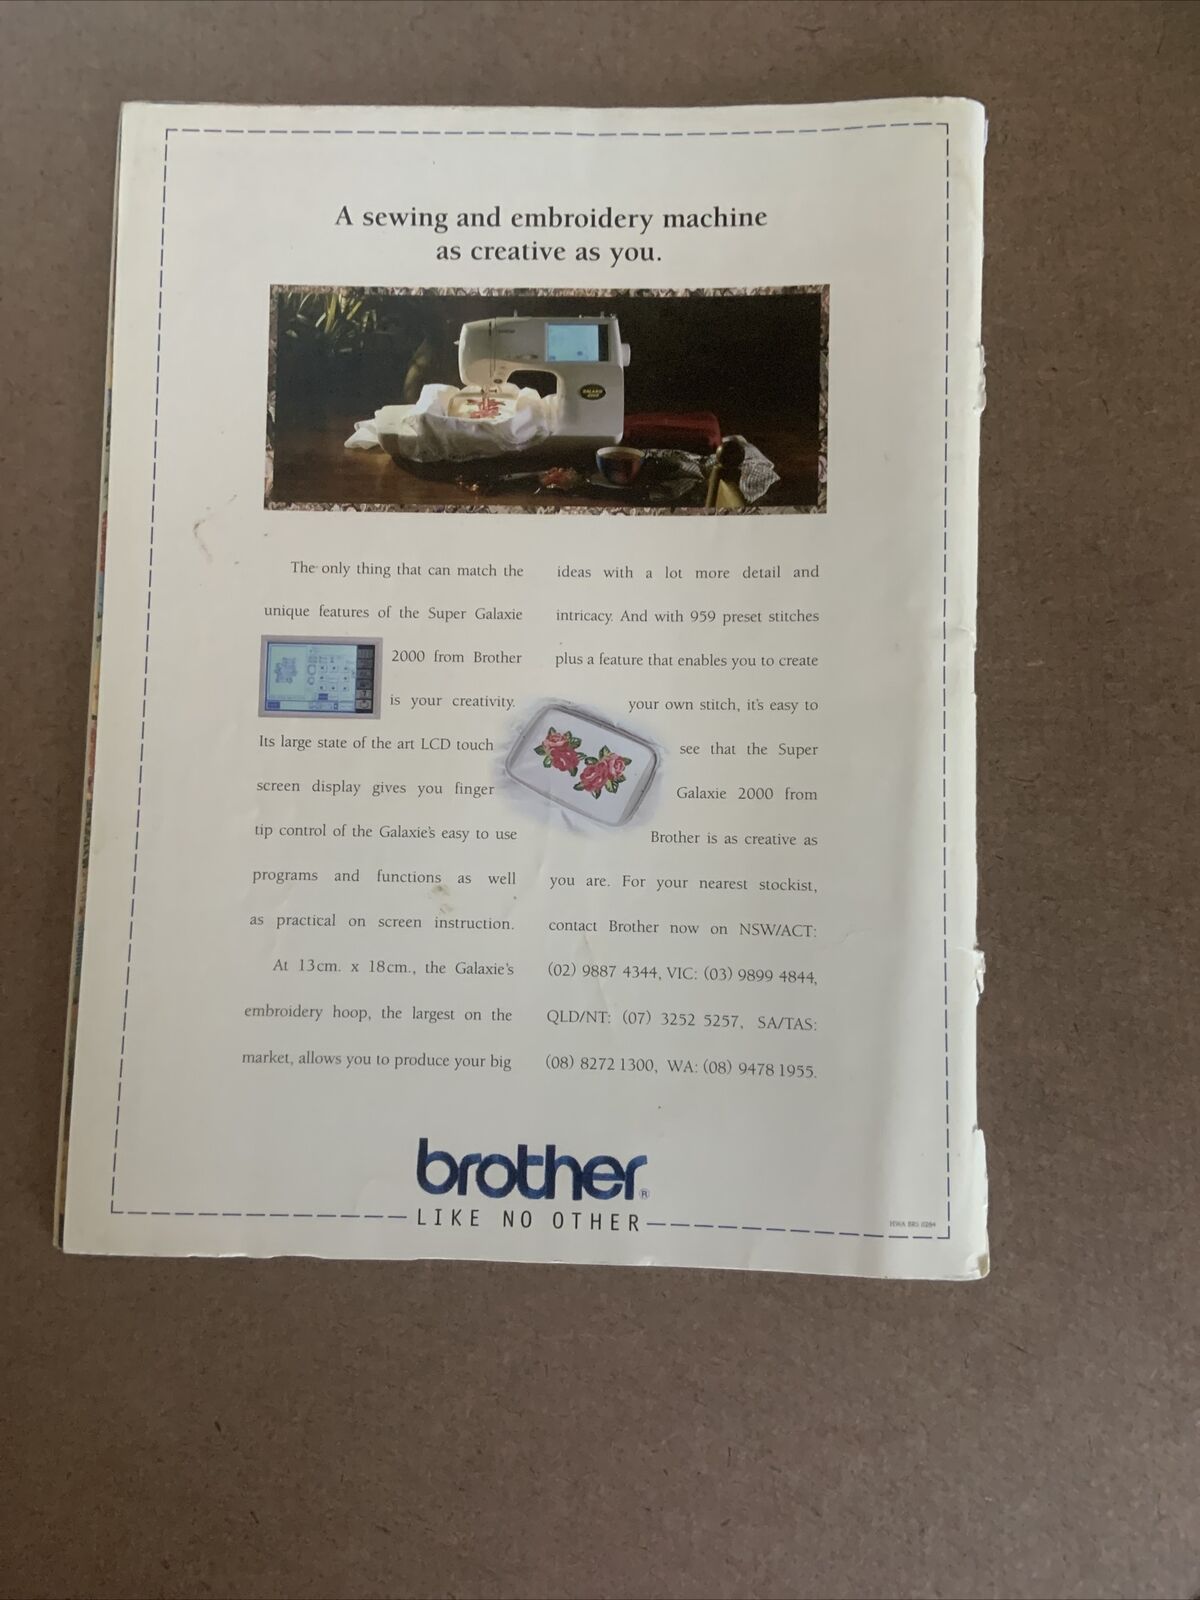 A sewing and embroidery machine
as creative as you.
The only thing that can match the
unique features of the Super Galaxie
2000 from Brother
is your creativity.
Its large state of the art LCD touch
screen display gives you finger
tip control of the Galaxie's easy to use
programs and functions as well
as practical on screen instruction.
At 13cm. x 18cm., the Galaxie's
embroidery hoop, the largest on the
market, allows you to produce your big
ideas with a lot more detail and
intricacy. And with 959 preset stitches
plus a feature that enables you to create
your own stitch, it's easy to
see that the Super
Galaxie 2000 from
Brother is as creative as
you are. For your nearest stockist,
contact Brother now on NSW/ACT:
(02) 9887 4344, VIC: (03) 9899 4844,
QLD/NT: (07) 3252 5257, SA/TAS:
(08) 8272 1300, WA: (08) 9478 1955.
brother®
LIKE NO OTHER